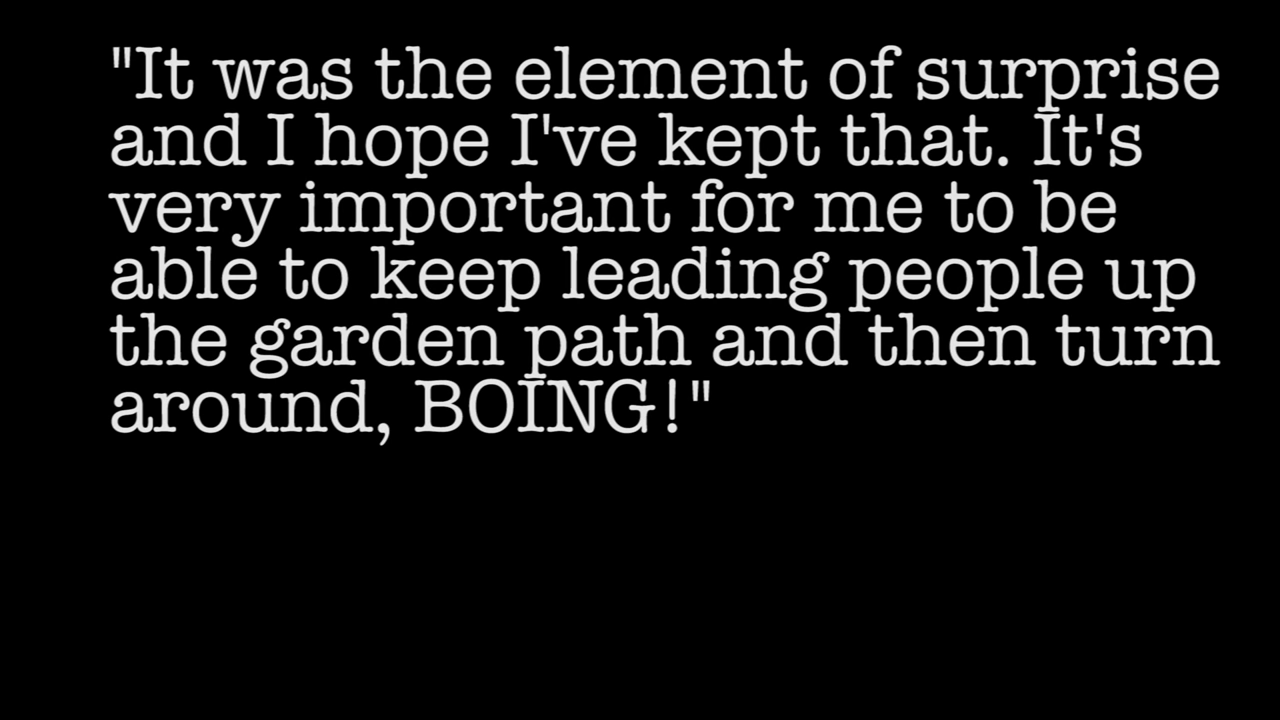 "It was the element of surprise
and I hope I've kept that. It's
very important for me to be
able to keep leading people up
the garden path and then turn
around, BOING!"